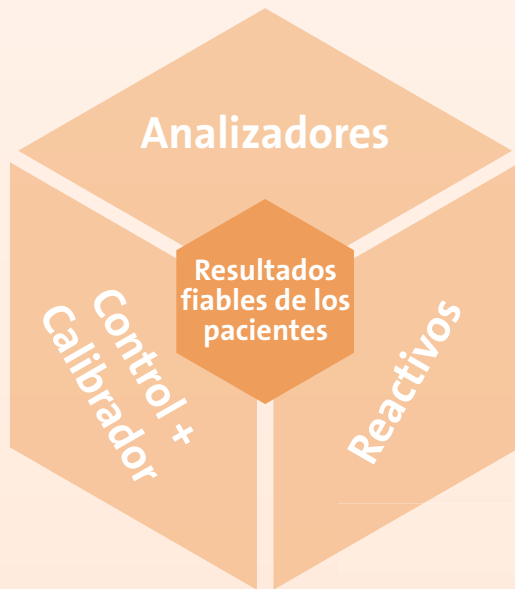 Analizadores
Resultados
fiables de los
pacientes
Control +
Calibrador
Reactivos